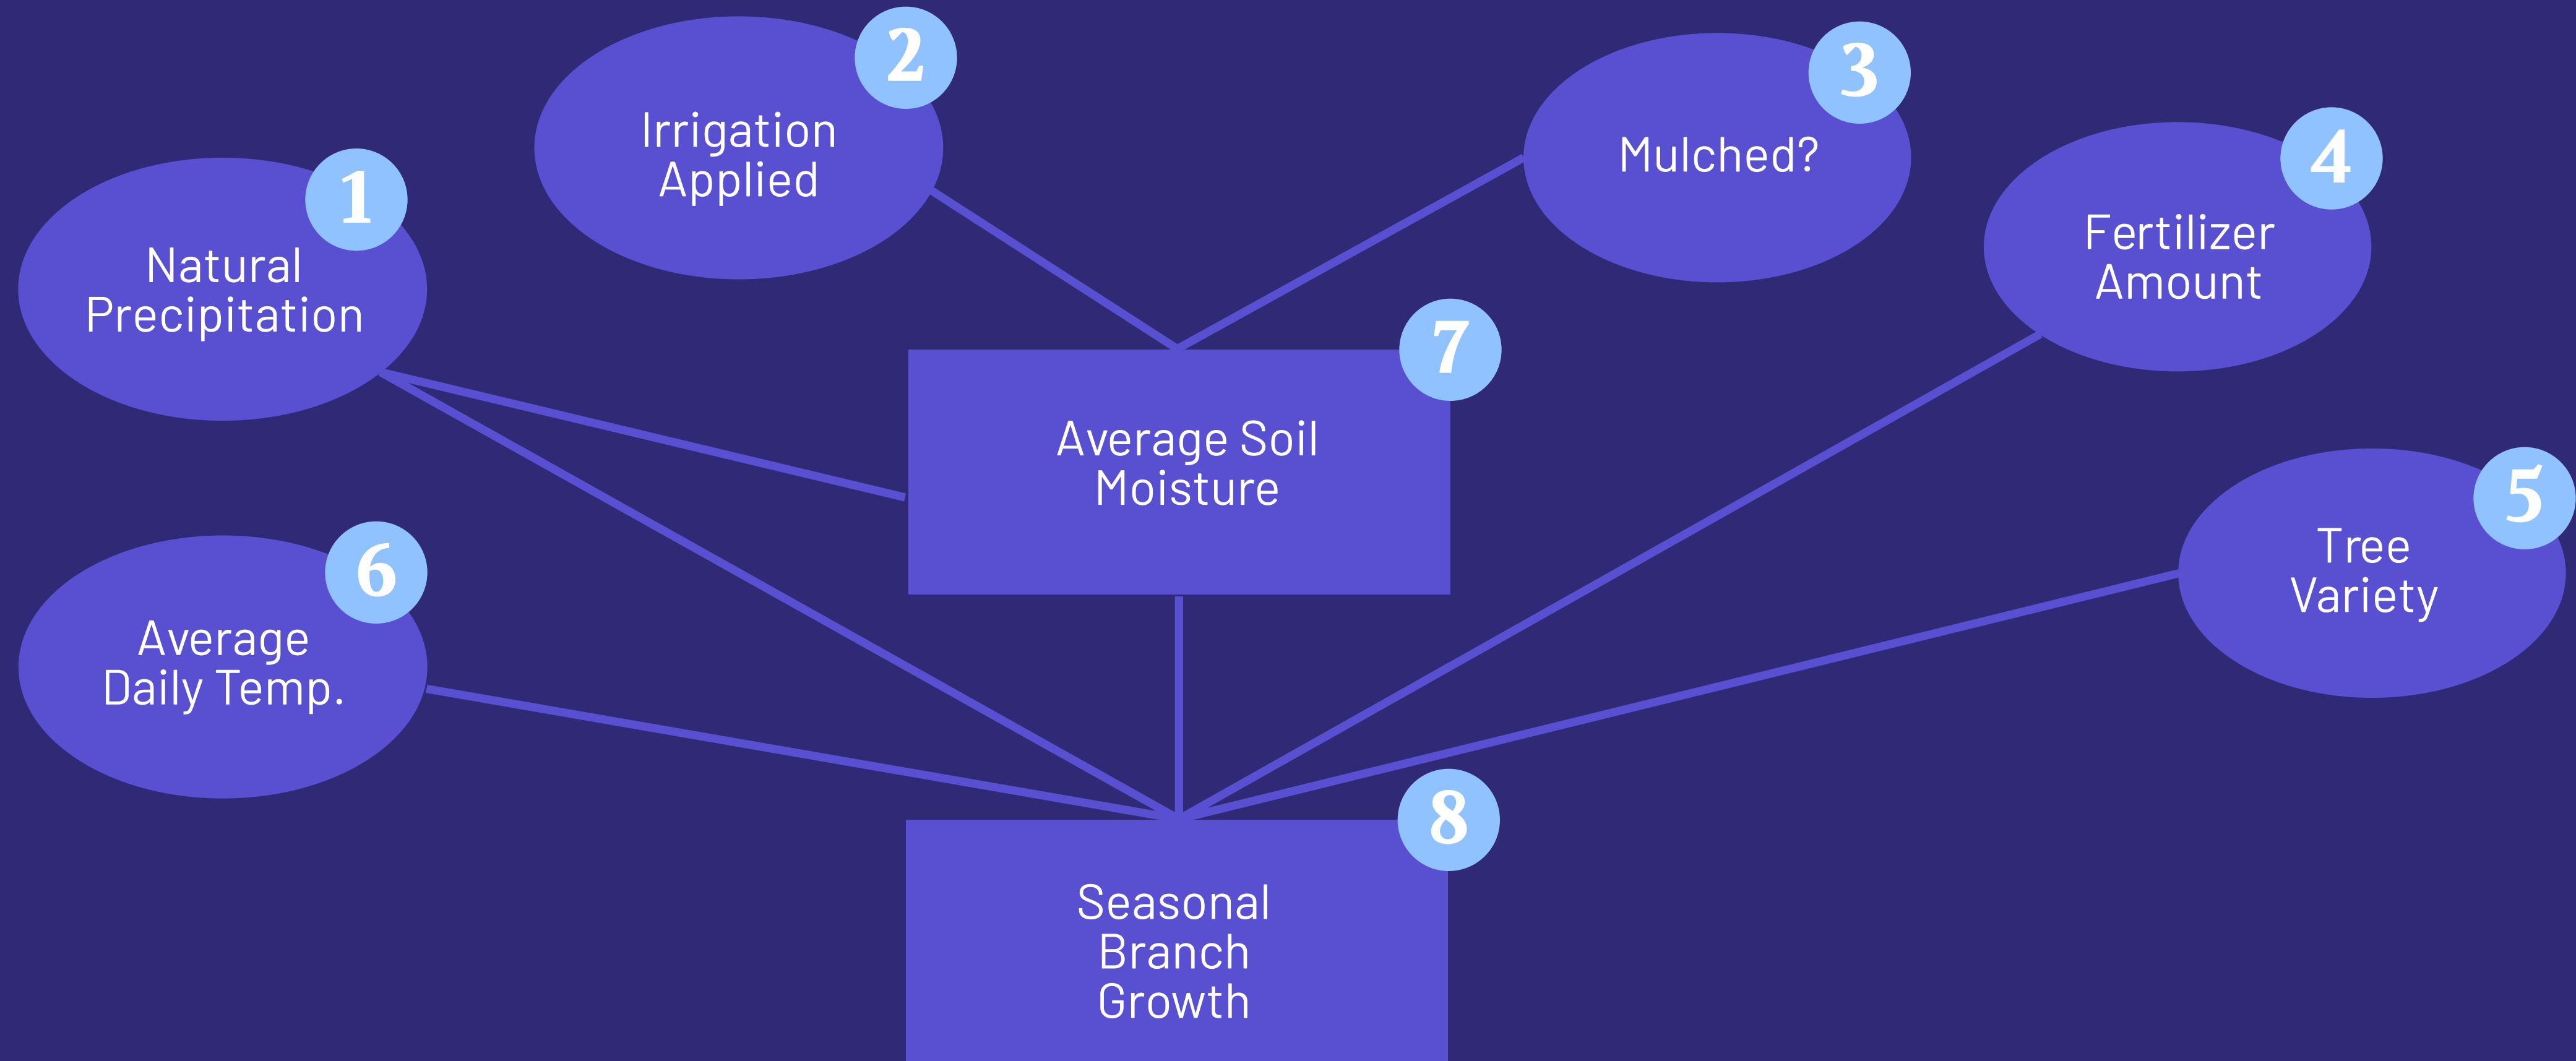 1
Natural
Precipitation
2
Irrigation
Applied
3
Mulched?
4
Fertilizer
Amount
5
Tree
Variety
6
Average
Daily Temp.
7
Average Soil
Moisture
8
Seasonal
Branch
Growth